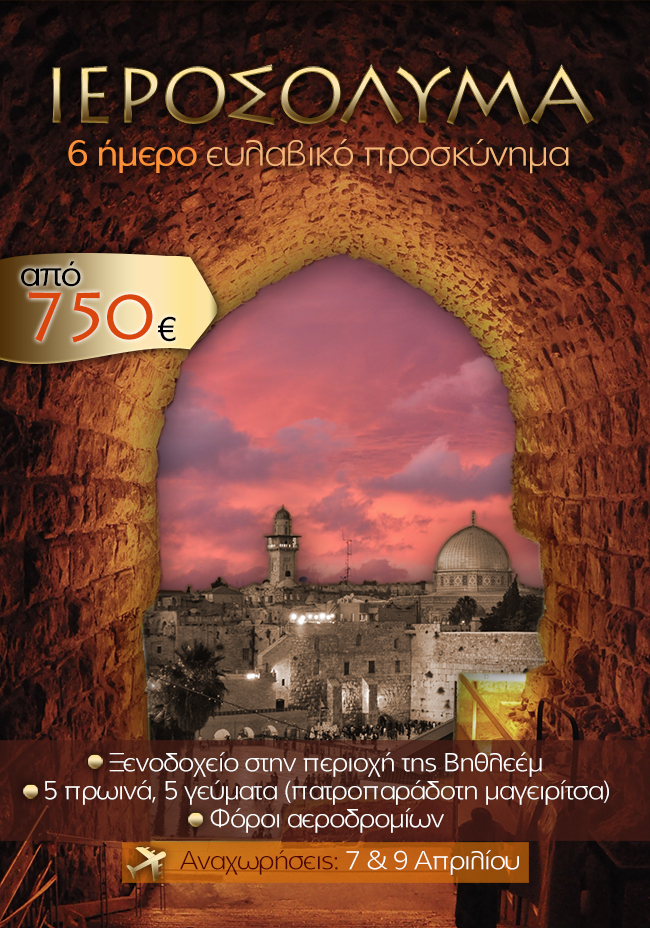 ΙΕΡΟΣΟΛΥΜΑ
6 ήμερο ευλαβικό προσκύνημα
από
750€
Ξενοδοχείο στην περιοχή της Βηθλεέμ
5 πρωινά, 5 γεύματα (πατροπαράδοτη μαγειρίτσα)
Φόροι αεροδρομίων
Αναχωρήσεις: 7 & 9 Απριλίου